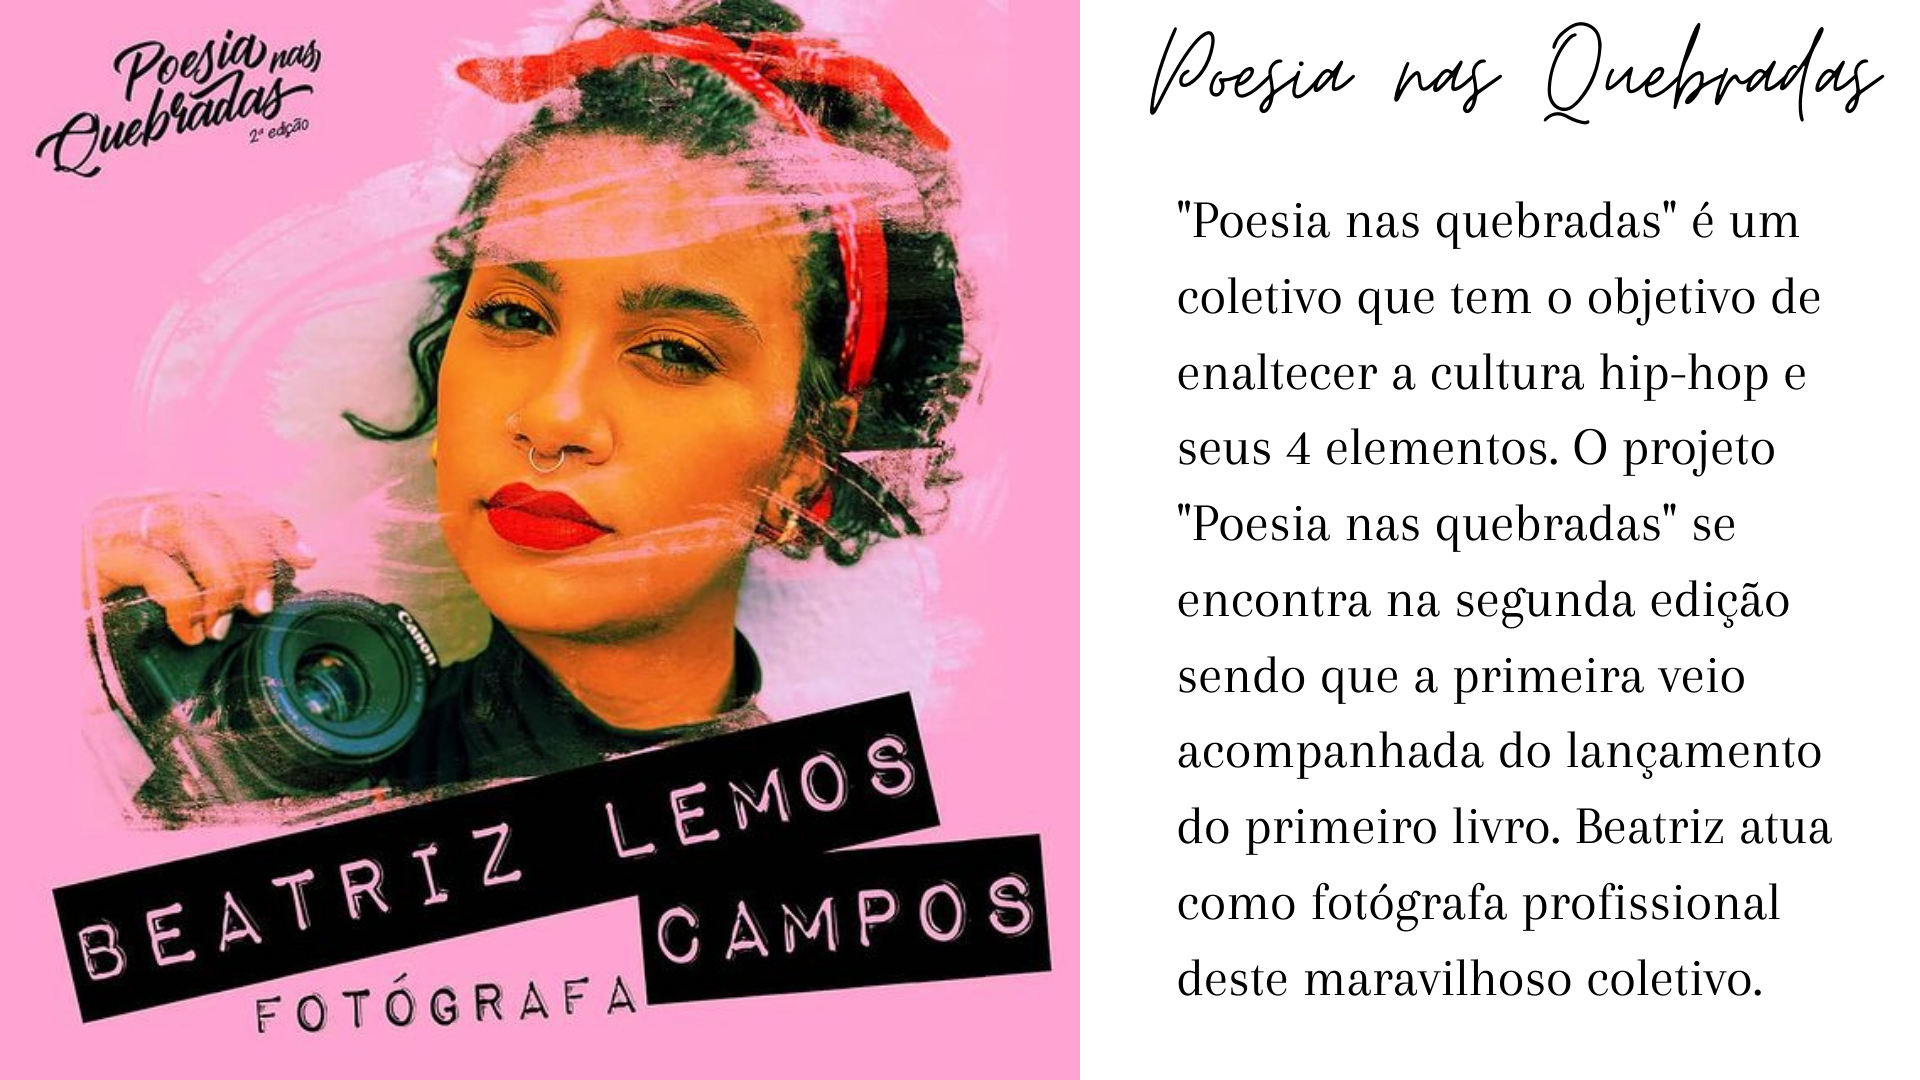 Poesia nas
Quebradas
2ª edição
Canon
BEATRIZ LEMOS
CAMPOS
FOTÓGRAFA
Poesia nas Quebradas
"Poesia nas quebradas" é um
coletivo que tem o objetivo de
enaltecer a cultura hip-hop e
seus 4 elementos. O projeto
"Poesia nas quebradas" se
encontra na segunda edição
sendo que a primeira veio
acompanhada do lançamento
do primeiro livro. Beatriz atua
como fotógrafa profissional
deste maravilhoso coletivo.